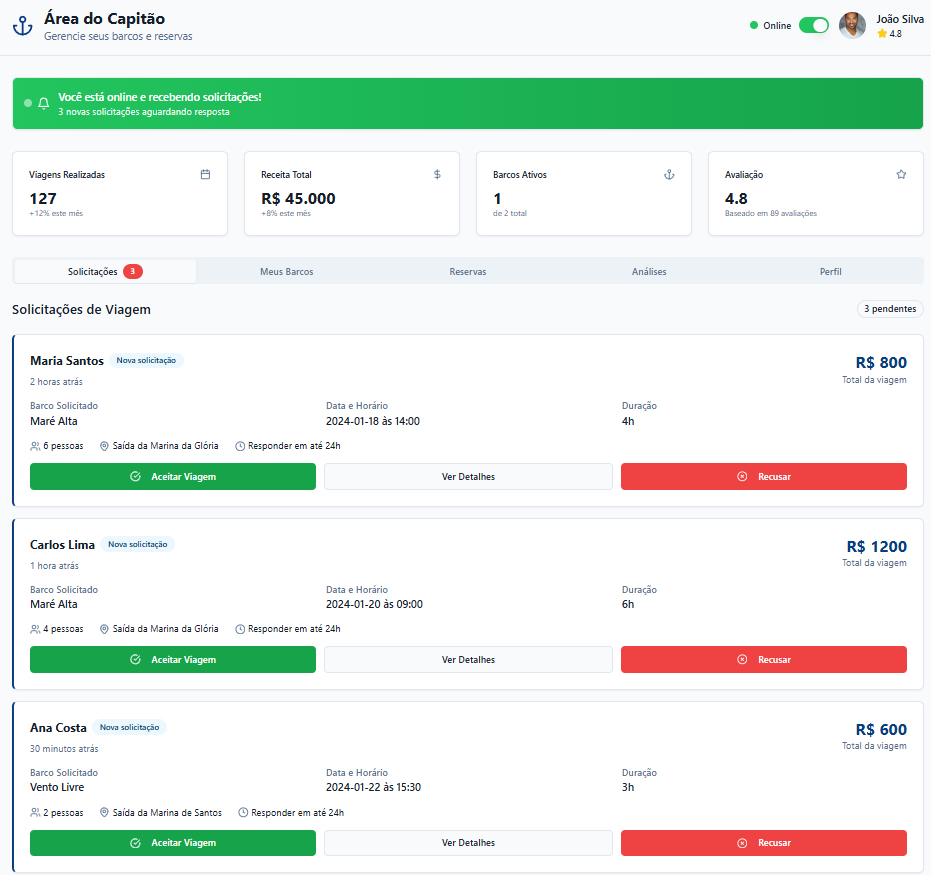 Área do Capitão
Gerencie seus barcos e reservas
Online
João Silva
4.8
Você está online e recebendo solicitações!
3 novas solicitações aguardando resposta
Viagens Realizadas
127
+12% este mês
Receita Total
$
R$ 45.000
+8% este mês
Barcos Ativos
1
de 2 total
Avaliação
4.8
Baseado em 89 avaliações
Solicitações 3
Meus Barcos
Reservas
Análises
Perfil
Solicitações de Viagem
3 pendentes
Maria Santos Nova solicitação
2 horas atrás
R$ 800
Total da viagem
Barco Solicitado
Maré Alta
Data e Horário
2024-01-18 às 14:00
Duração
4h
6 pessoas Saída da Marina da Glória Responder em até 24h
Aceitar Viagem
Ver Detalhes
Recusar
Carlos Lima Nova solicitação
1 hora atrás
R$ 1200
Total da viagem
Barco Solicitado
Maré Alta
Data e Horário
2024-01-20 às 09:00
Duração
6h
4 pessoas Saída da Marina da Glória Responder em até 24h
Aceitar Viagem
Ver Detalhes
Recusar
Ana Costa Nova solicitação
30 minutos atrás
R$ 600
Total da viagem
Barco Solicitado
Vento Livre
Data e Horário
2024-01-22 às 15:30
Duração
3h
2 pessoas Saída da Marina de Santos Responder em até 24h
Aceitar Viagem
Ver Detalhes
Recusar